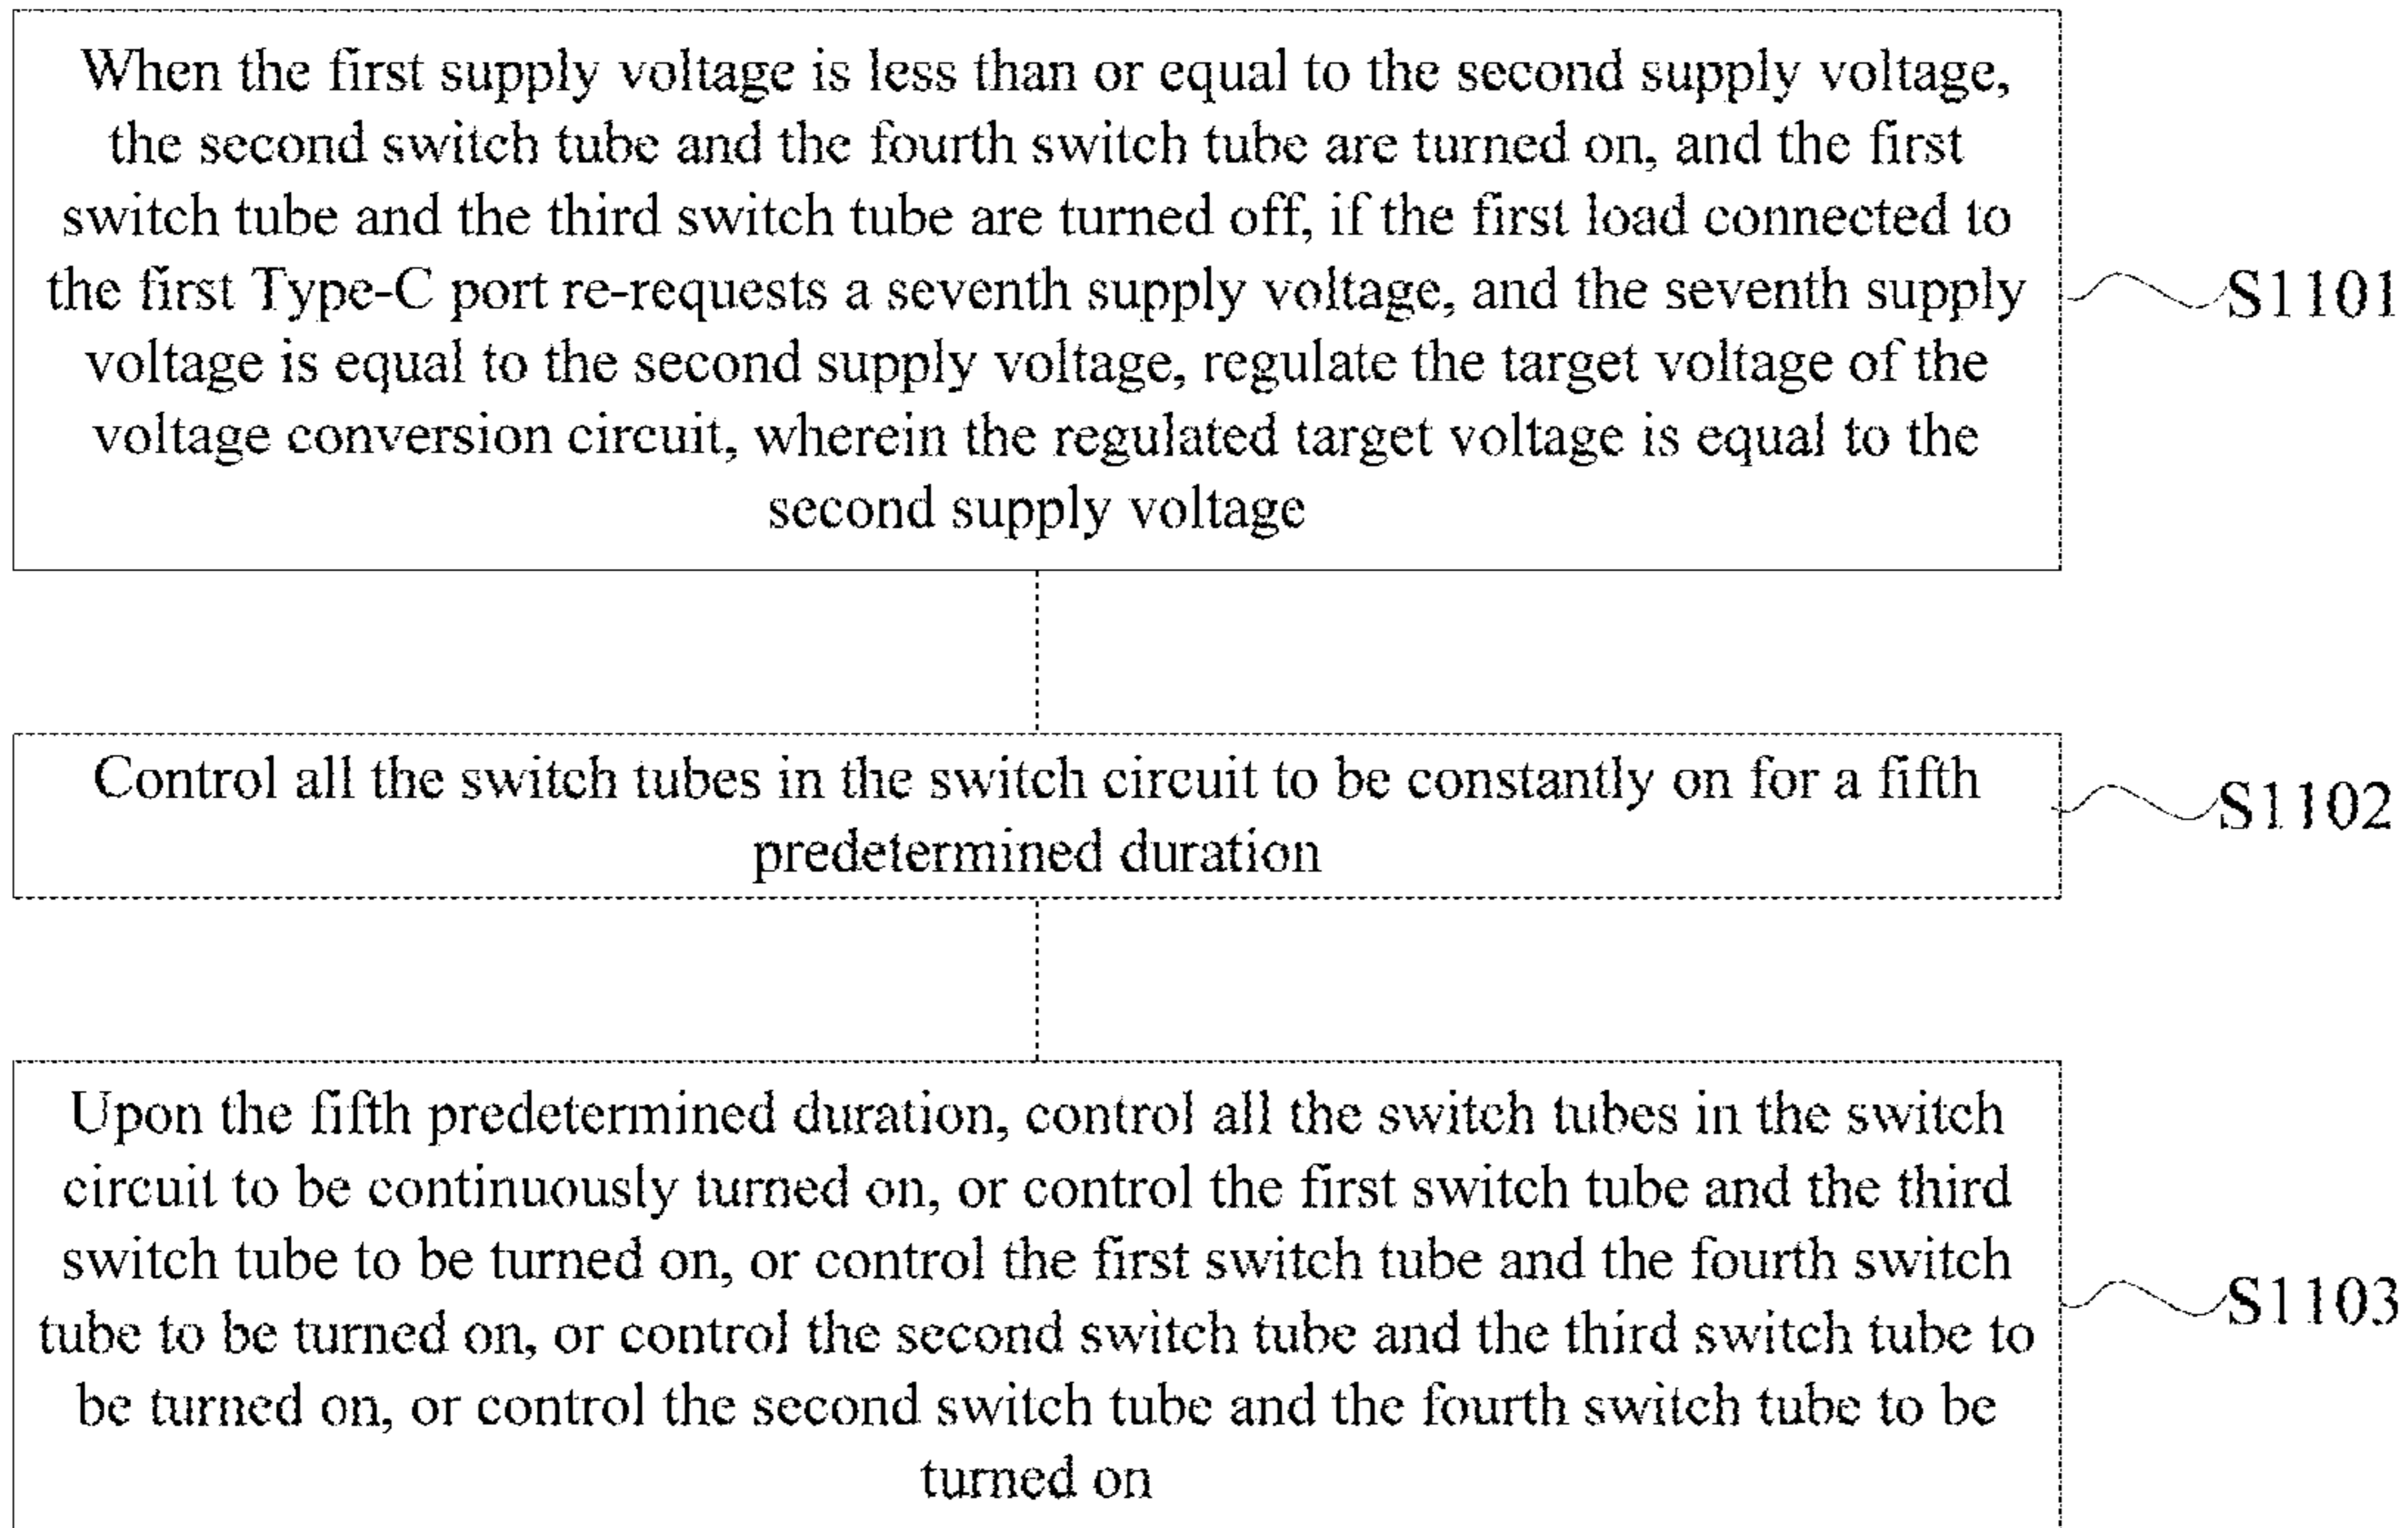 When the first supply voltage is less than or equal to the second supply voltage,
the second switch tube and the fourth switch tube are turned on, and the first
switch tube and the third switch tube are turned off, if the first load connected to
the first Type-C port re-requests a seventh supply voltage, and the seventh supply
voltage is equal to the second supply voltage, regulate the target voltage of the
voltage conversion circuit, wherein the regulated target voltage is equal to the
second supply voltage
S1101
Control all the switch tubes in the switch circuit to be constantly on for a fifth
predetermined duration
S1102
Upon the fifth predetermined duration, control all the switch tubes in the switch
circuit to be continuously turned on, or control the first switch tube and the third
switch tube to be turned on, or control the first switch tube and the fourth switch
tube to be turned on, or control the second switch tube and the third switch tube to
be turned on, or control the second switch tube and the fourth switch tube to be
turned on
S1103